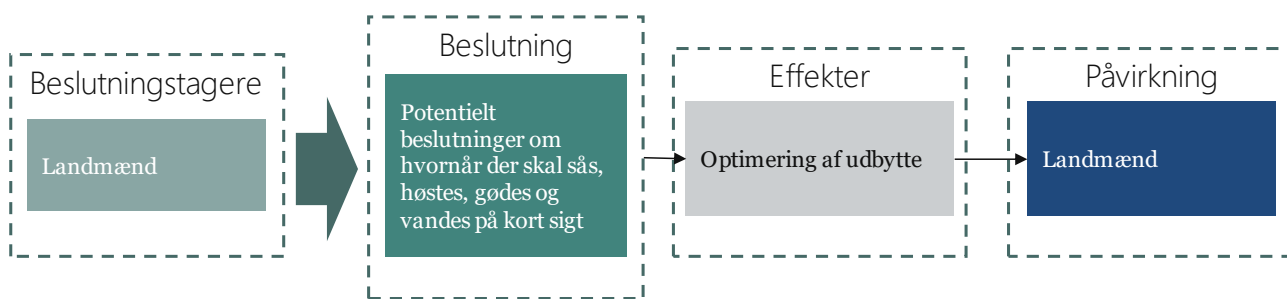 Beslutningstagere
Landmænd
Beslutning
Potentielt
beslutninger om
hvornår der skal sås,
høstes, gødes og
vandes på kort sigt
Effekter
Optimering af udbytte
Påvirkning
Landmænd